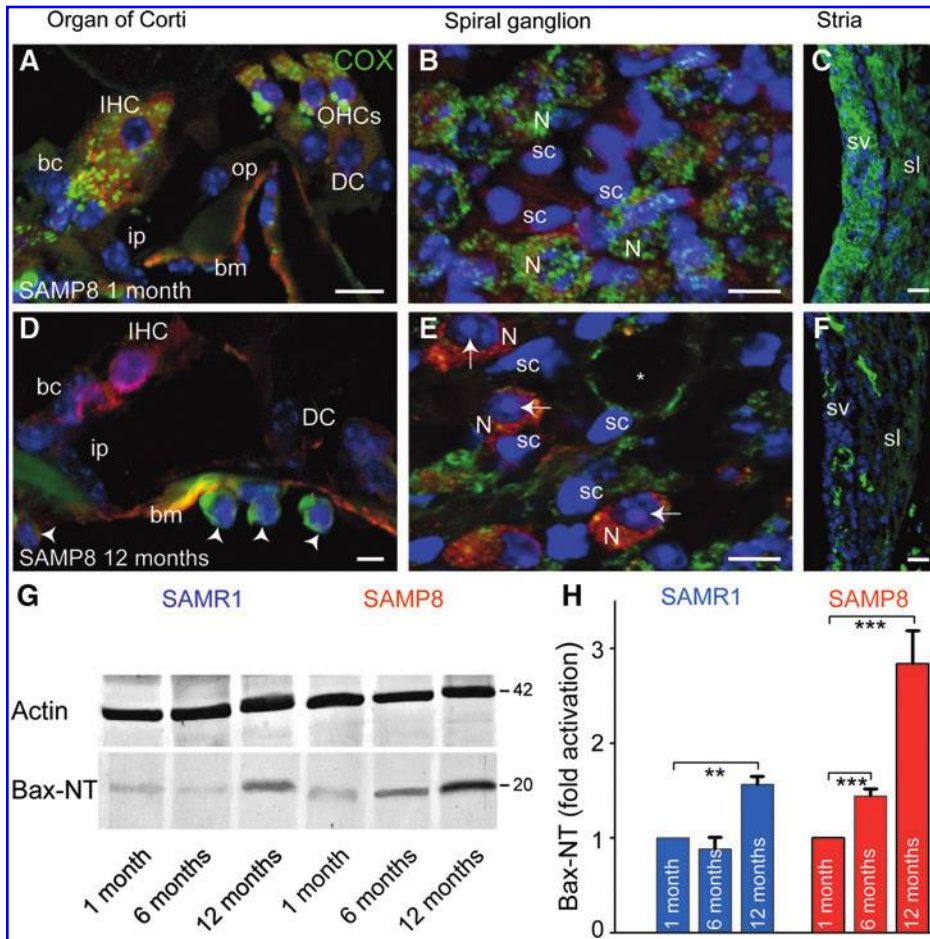 Organ of Corti Spiral ganglion Stria
A COX
IHC
OHCs
bc
op
DC
ip
bm
SAMP8 1 month
B
N
sc
sc
sc
N
N
C
sv
sl
D
IHC
bc
DC
ip
bm
SAMP8 12 months
E
N
sc
*
N
sc
sc
sc
N
F
sv
sl
G
SAMR1 SAMP8
Actin 42
Bax-NT 20
1 month 6 months 12 months 1 month 6 months 12 months
H
SAMR1 SAMP8
Bax-NT (fold activation)
3
2
1
0
**
***
***
1 month 6 months 12 months 1 month 6 months 12 months